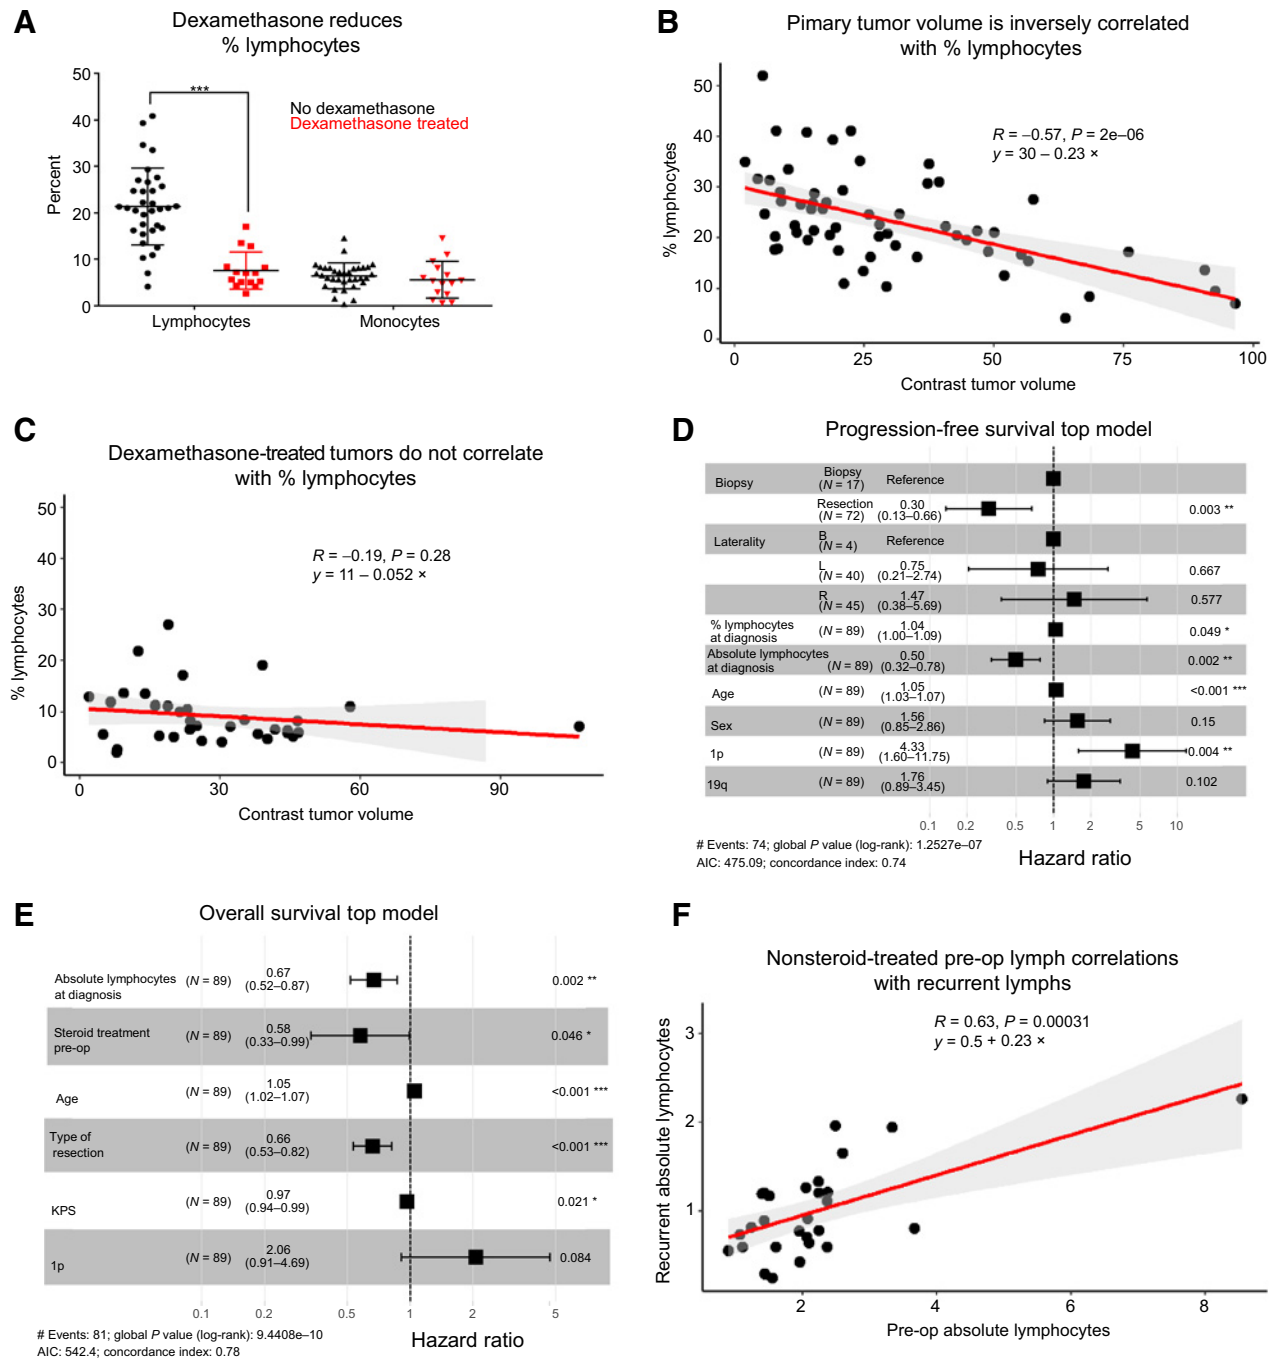 A
Dexamethasone reduces
% lymphocytes
Percent
50
40
30
20
10
0
***
No dexamethasone
Dexamethasone treated
Lymphocytes
Monocytes
B
Pimary tumor volume is inversely correlated
with % lymphocytes
% lymphocytes
50
40
30
20
10
0
R = –0.57, P = 2e–06
y = 30 – 0.23 ×
0 25 50 75 100
Contrast tumor volume
C
Dexamethasone-treated tumors do not correlate
with % lymphocytes
% lymphocytes
50
40
30
20
10
0
R = –0.19, P = 0.28
y = 11 – 0.052 ×
0 30 60 90
Contrast tumor volume
D
Progression-free survival top model
Biopsy Biopsy (N = 17) Reference
Resection (N = 72) 0.30 (0.13–0.66) 0.003 **
Laterality B (N = 4) Reference
L (N = 40) 0.75 (0.21–2.74) 0.667
R (N = 45) 1.47 (0.38–5.69) 0.577
% lymphocytes at diagnosis (N = 89) 1.04 (1.00–1.09) 0.049 *
Absolute lymphocytes at diagnosis (N = 89) 0.50 (0.32–0.78) 0.002 **
Age (N = 89) 1.05 (1.03–1.07) <0.001 ***
Sex (N = 89) 1.56 (0.85–2.86) 0.15
1p (N = 89) 4.33 (1.60–11.75) 0.004 **
19q (N = 89) 1.76 (0.89–3.45) 0.102
0.1 0.2 0.5 1 2 5 10
# Events: 74; global P value (log-rank): 1.2527e–07
AIC: 475.09; concordance index: 0.74
Hazard ratio
E
Overall survival top model
Absolute lymphocytes at diagnosis (N = 89) 0.67 (0.52–0.87) 0.002 **
Steroid treatment pre-op (N = 89) 0.58 (0.33–0.99) 0.046 *
Age (N = 89) 1.05 (1.02–1.07) <0.001 ***
Type of resection (N = 89) 0.66 (0.53–0.82) <0.001 ***
KPS (N = 89) 0.97 (0.94–0.99) 0.021 *
1p (N = 89) 2.06 (0.91–4.69) 0.084
0.1 0.2 0.5 1 2 5
# Events: 81; global P value (log-rank): 9.4408e–10
AIC: 542.4; concordance index: 0.78
Hazard ratio
F
Nonsteroid-treated pre-op lymph correlations
with recurrent lymphs
Recurrent absolute lymphocytes
3
2
1
R = 0.63, P = 0.00031
y = 0.5 + 0.23 ×
2 4 6 8
Pre-op absolute lymphocytes